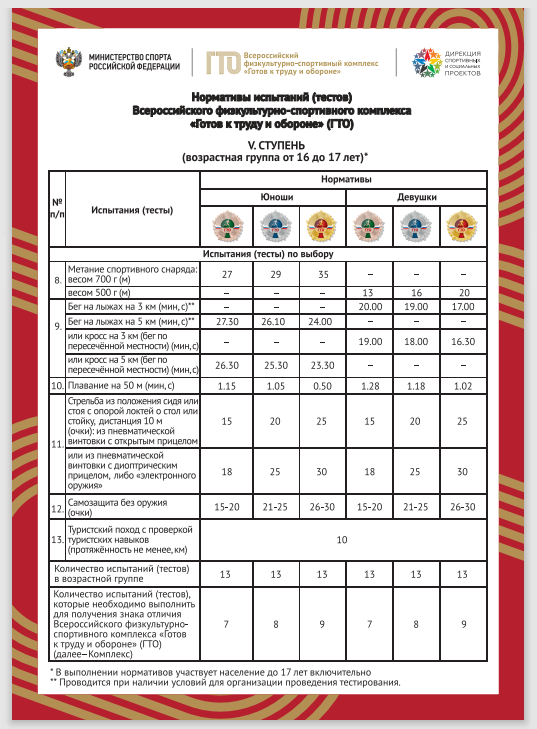 МИНИСТЕРСТВО СПОРТА
РОССИЙСКОЙ ФЕДЕРАЦИИ
ГТО
Всероссийский
физкультурно-спортивный комплекс
«Готов к труду и обороне»
ДИРЕКЦИЯ
СПОРТИВНЫХ
И СОЦИАЛЬНЫХ
ПРОЕКТОВ
Нормативы испытаний (тестов)
Всероссийского физкультурно-спортивного комплекса
«Готов к труду и обороне» (ГТО)
V. СТУПЕНЬ
(возрастная группа от 16 до 17 лет)*
№ п/п Испытания (тесты) Нормативы
Юноши Девушки
ГТО ГТО ГТО ГТО ГТО ГТО
Испытания (тесты) по выбору
8. Метание спортивного снаряда:
весом 700 г (м) 27 29 35 – – –
весом 500 г (м) 13 16 20
9. Бег на лыжах на 3 км (мин,с)** – – – 20.00 19.00 17.00
Бег на лыжах на 5 км (мин,с)** 27.30 26.10 24.00 – – –
или кросс на 3 км (бег по
пересечённой местности) (мин,с) – – – 19.00 18.00 16.30
или кросс на 5 км (бег по
пересечённой местности) (мин,с) 26.30 25.30 23.30 – – –
10. Плавание на 50 м (мин,с) 1.15 1.05 0.50 1.28 1.18 1.02
11. Стрельба из положения сидя или
стоя с опорой локтей о стол или
стойку, дистанция 10 м
(очки): из пневматической
винтовки с открытым прицелом 15 20 25 15 20 25
или из пневматической
винтовки с диоптрическим
прицелом, либо «электронного
оружия» 18 25 30 18 25 30
12. Самозащита без оружия
(очки) 15-20 21-25 26-30 15-20 21-25 26-30
13. Туристский поход с проверкой
туристских навыков
(протяжённость не менее, км) 10
Количество испытаний (тестов)
в возрастной группе 13 13 13 13 13 13
Количество испытаний (тестов),
которые необходимо выполнить
для получения знака отличия
Всероссийского физкультурно-
спортивного комплекса «Готов
к труду и обороне» (ГТО)
(далее–Комплекс) 7 8 9 7 8 9
* В выполнении нормативов участвует население до 17 лет включительно
** Проводится при наличии условий для организации проведения тестирования.